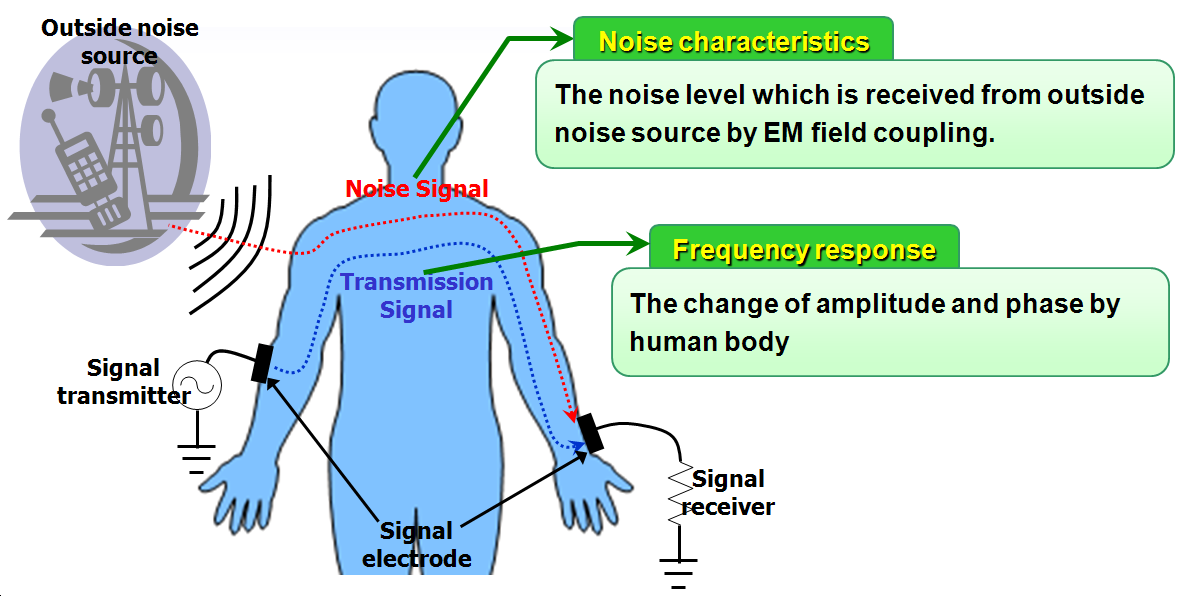 Outside noise
source
Noise characteristics
The noise level which is received from outside
noise source by EM field coupling.
Noise Signal
Frequency response
The change of amplitude and phase by
human body
Transmission
Signal
Signal
transmitter
Signal
receiver
Signal
electrode